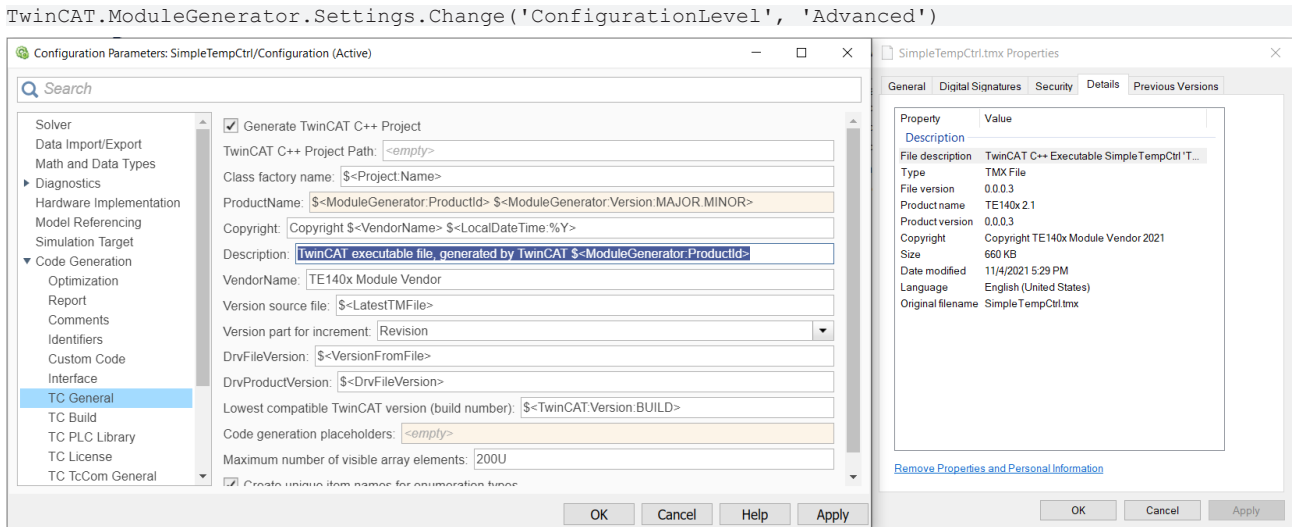 TwinCAT.ModuleGenerator.Settings.Change('ConfigurationLevel', 'Advanced')
Configuration Parameters: SimpleTempCtrl/Configuration (Active)
Search
Solver
Data Import/Export
Math and Data Types
Diagnostics
Hardware Implementation
Model Referencing
Simulation Target
Code Generation
Optimization
Report
Comments
Identifiers
Custom Code
Interface
TC General
TC Build
TC PLC Library
TC License
TC TcCom General
Generate TwinCAT C++ Project
TwinCAT C++ Project Path: <empty>
Class factory name: $<Project:Name>
ProductName: $<ModuleGenerator:ProductId> $<ModuleGenerator:Version:MAJOR.MINOR>
Copyright: Copyright $<VendorName> $<LocalDateTime:%Y>
Description: TwinCAT executable file, generated by TwinCAT $<ModuleGenerator:ProductId>
VendorName: TE140x Module Vendor
Version source file: $<LatestTMFile>
Version part for increment: Revision
DrvFileVersion: $<VersionFromFile>
DrvProductVersion: $<DrvFileVersion>
Lowest compatible TwinCAT version (build number): $<TwinCAT:Version:BUILD>
Code generation placeholders: <empty>
Maximum number of visible array elements: 200U
Create unique item names for enumeration types
OK Cancel Help Apply
SimpleTempCtrl.tmx Properties
General Digital Signatures Security Details Previous Versions
Property Value
Description
File description TwinCAT C++ Executable SimpleTempCtrl 'T...
Type TMX File
File version 0.0.0.3
Product name TE140x 2.1
Product version 0,0,0,3
Copyright Copyright TE140x Module Vendor 2021
Size 660 KB
Date modified 11/4/2021 5:29 PM
Language English (United States)
Original filename SimpleTempCtrl.tmx
Remove Properties and Personal Information
OK Cancel Apply